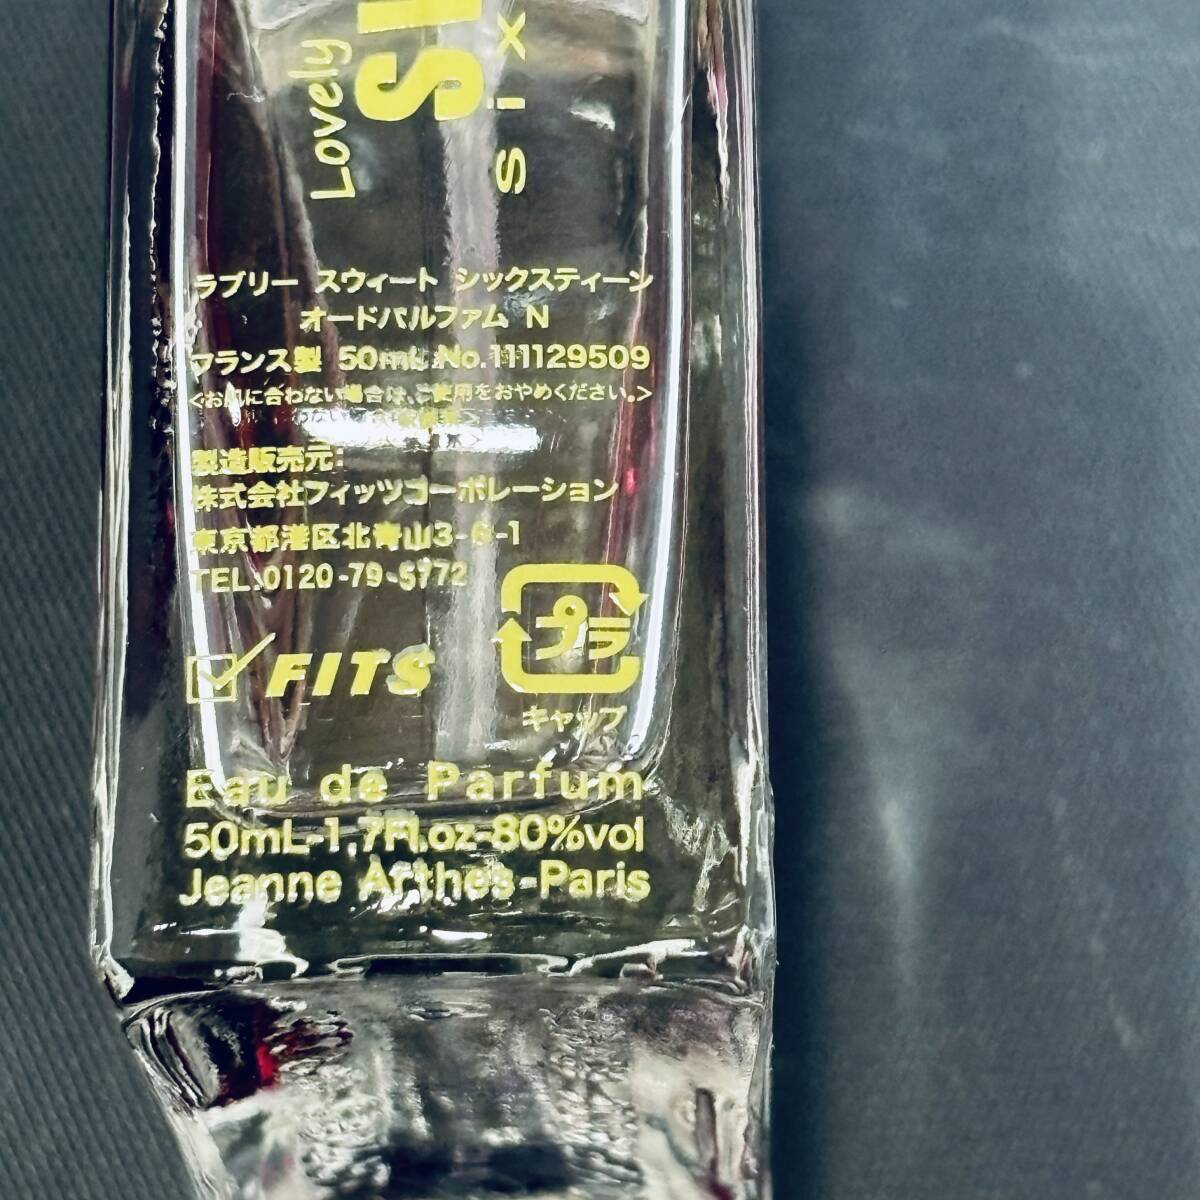 Lovely
six
ラブリー スウィート シックスティーン
オードパルファム N
フランス製 50mL No.111129509
<お肌に合わない場合は、ご使用をおやめください。>
製造販売元:
株式会社フィッツコーポレーション
東京都港区北青山3-6-1
TEL.0120-79-5772
FITS
プラ
キャップ
Eau de Parfum
50mL-1,7Fl.oz-80%vol
Jeanne Arthes-Paris